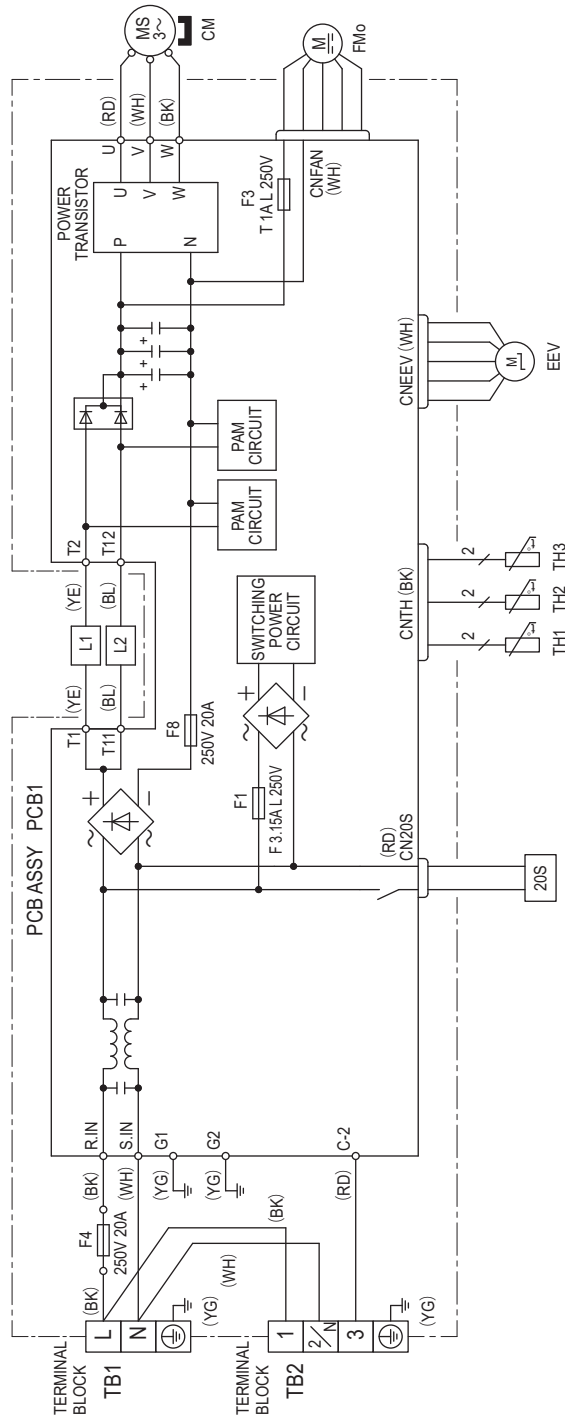 TERMINAL
BLOCK
TB1
L
N
(YG)
(BK)
F4
250V 20A
(BK)
R.IN
(WH)
S.IN
(YG)
G1
(YG)
G2
(BK)
(WH)
TERMINAL
BLOCK
TB2
1
2/N
3
(YG)
(RD)
C-2
PCB ASSY PCB1
~
+
~
−
T1
T11
(YE)
(BL)
L1
L2
(YE)
(BL)
T2
T12
F8
250V 20A
F1
F 3.15A L 250V
~
+
~
−
SWITCHING
POWER
CIRCUIT
PAM
CIRCUIT
PAM
CIRCUIT
+
+
+
POWER
TRANSISTOR
P
N
U
V
W
U
V
W
(RD)
(WH)
(BK)
MS
3~
CM
F3
T 1A L 250V
CNFAN
(WH)
M
FMo
(RD)
CN20S
20S
CNTH (BK)
2
2
2
TH1
TH2
TH3
CNEEV (WH)
M
EEV